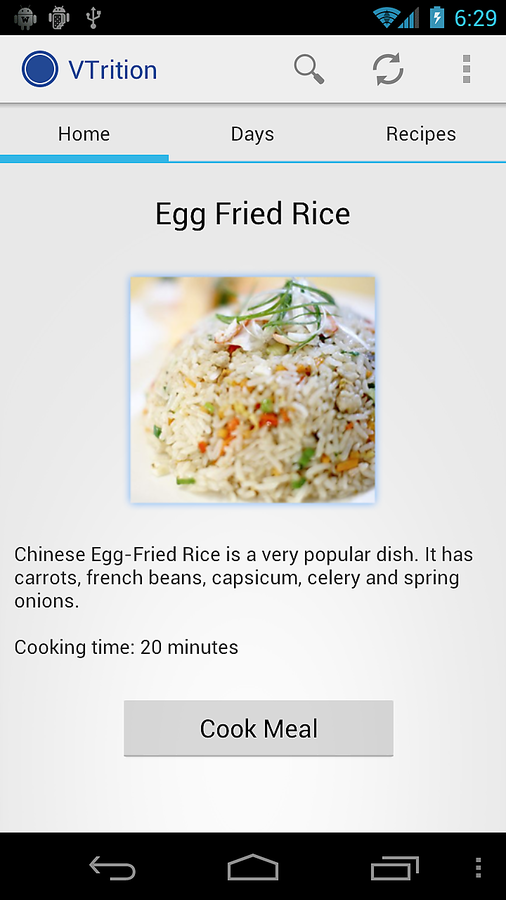 6:29
VTrition
Home Days Recipes
Egg Fried Rice
Chinese Egg-Fried Rice is a very popular dish. It has
carrots, french beans, capsicum, celery and spring
onions.
Cooking time: 20 minutes
Cook Meal